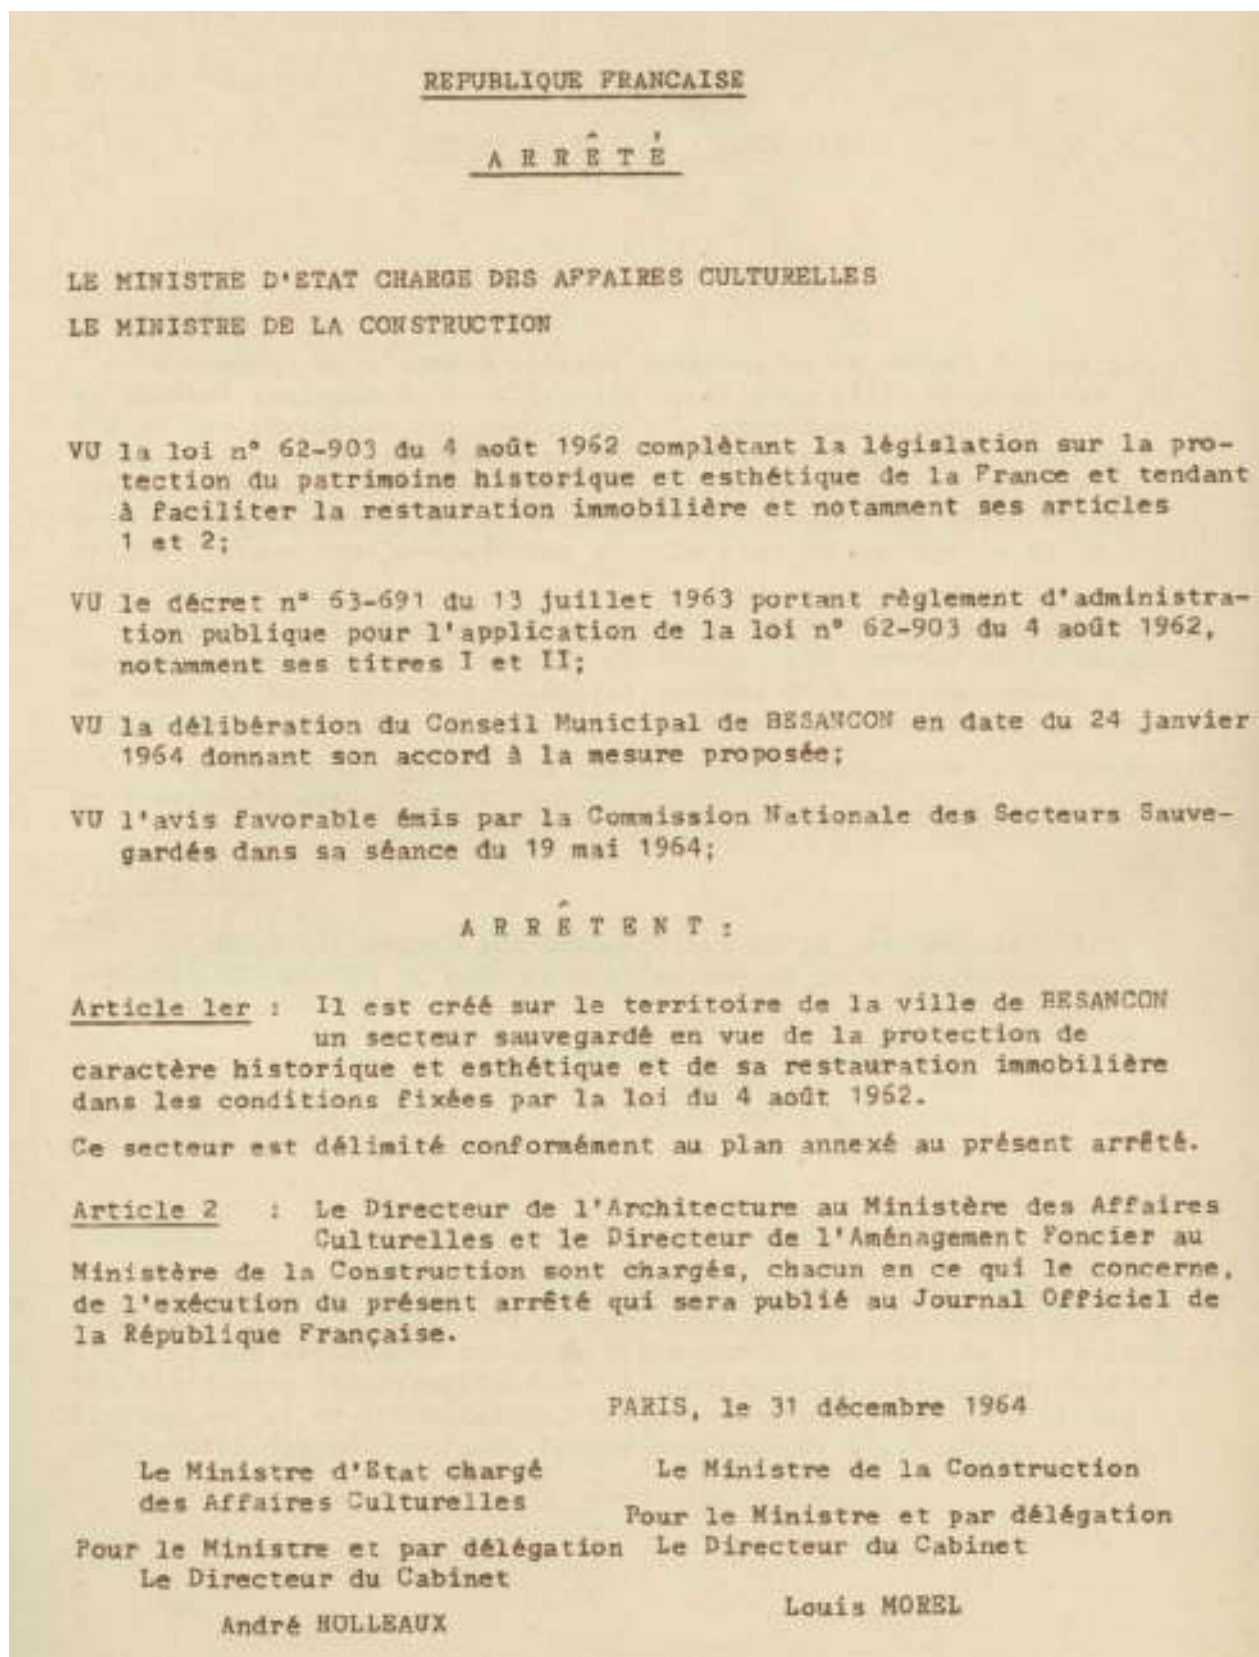 REPUBLIQUE FRANCAISE
ARRÊTÉ
LE MINISTRE D'ETAT CHARGE DES AFFAIRES CULTURELLES
LE MINISTRE DE LA CONSTRUCTION
VU la loi n° 62-903 du 4 août 1962 complètant la législation sur la pro-
tection du patrimoine historique et esthétique de la France et tendant
à faciliter la restauration immobilière et notamment ses articles
1 et 2;
VU le décret n° 63-691 du 13 juillet 1963 portant règlement d'administra-
tion publique pour l'application de la loi n° 62-903 du 4 août 1962,
notamment ses titres I et II;
VU la délibération du Conseil Municipal de BESANCON en date du 24 janvier
1964 donnant son accord à la mesure proposée;
VU l'avis favorable émis par la Commission Nationale des Secteurs Sauve-
gardés dans sa séance du 19 mai 1964;
ARRÊTENT :
Article 1er : Il est créé sur le territoire de la ville de BESANCON
un secteur sauvegardé en vue de la protection de
caractère historique et esthétique et de sa restauration immobilière
dans les conditions fixées par la loi du 4 août 1962.
Ce secteur est délimité conformément au plan annexé au présent arrêté.
Article 2 : Le Directeur de l'Architecture au Ministère des Affaires
Culturelles et le Directeur de l'Aménagement Foncier au
Ministère de la Construction sont chargés, chacun en ce qui le concerne,
de l'exécution du présent arrêté qui sera publié au Journal Officiel de
la République Française.
PARIS, le 31 décembre 1964
Le Ministre d'Etat chargé
des Affaires Culturelles
Pour le Ministre et par délégation
Le Directeur du Cabinet
André HOLLEAUX
Le Ministre de la Construction
Pour le Ministre et par délégation
Le Directeur du Cabinet
Louis MOREL